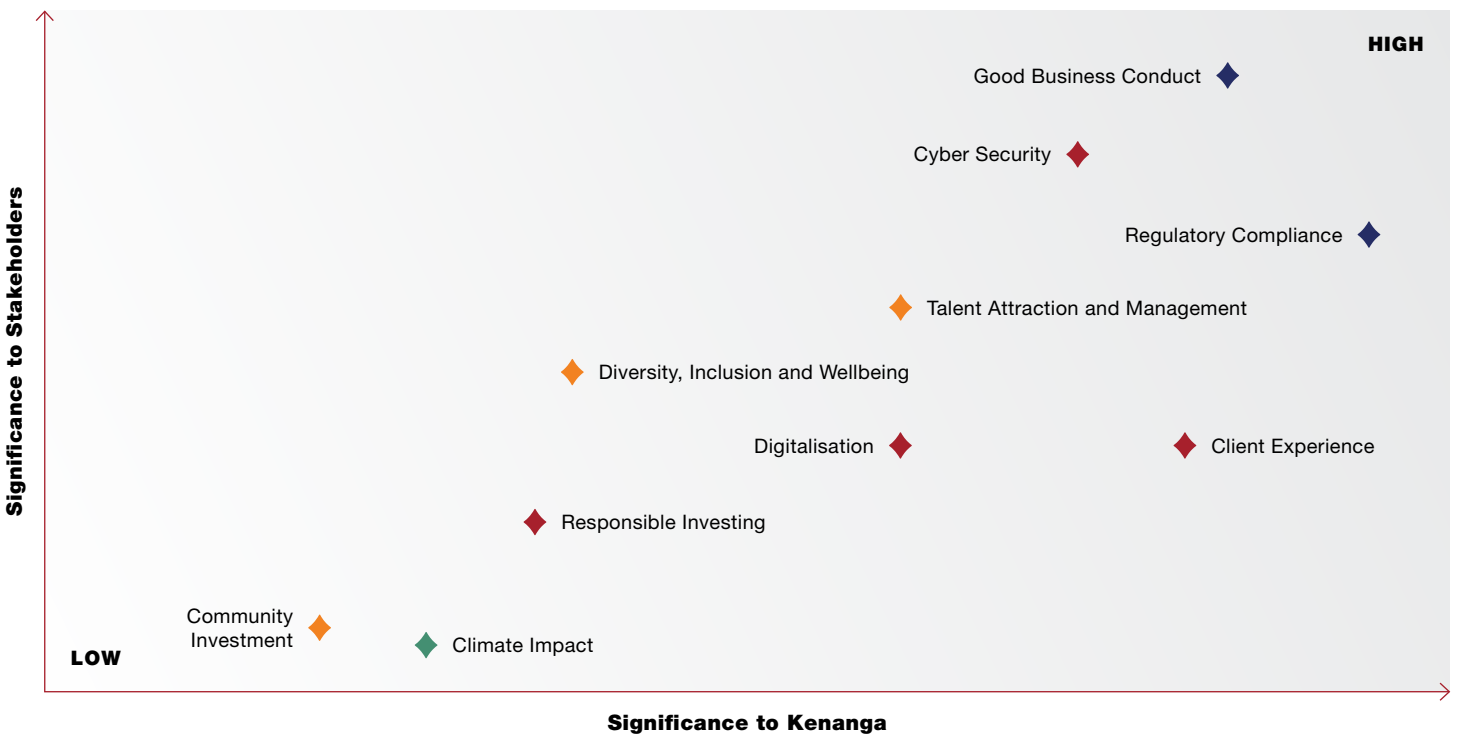 HIGH
Good Business Conduct
Cyber Security
Regulatory Compliance
Talent Attraction and Management
Diversity, Inclusion and Wellbeing
Digitalisation
Client Experience
Responsible Investing
Community
Investment
Climate Impact
LOW
Significance to Stakeholders
Significance to Kenanga